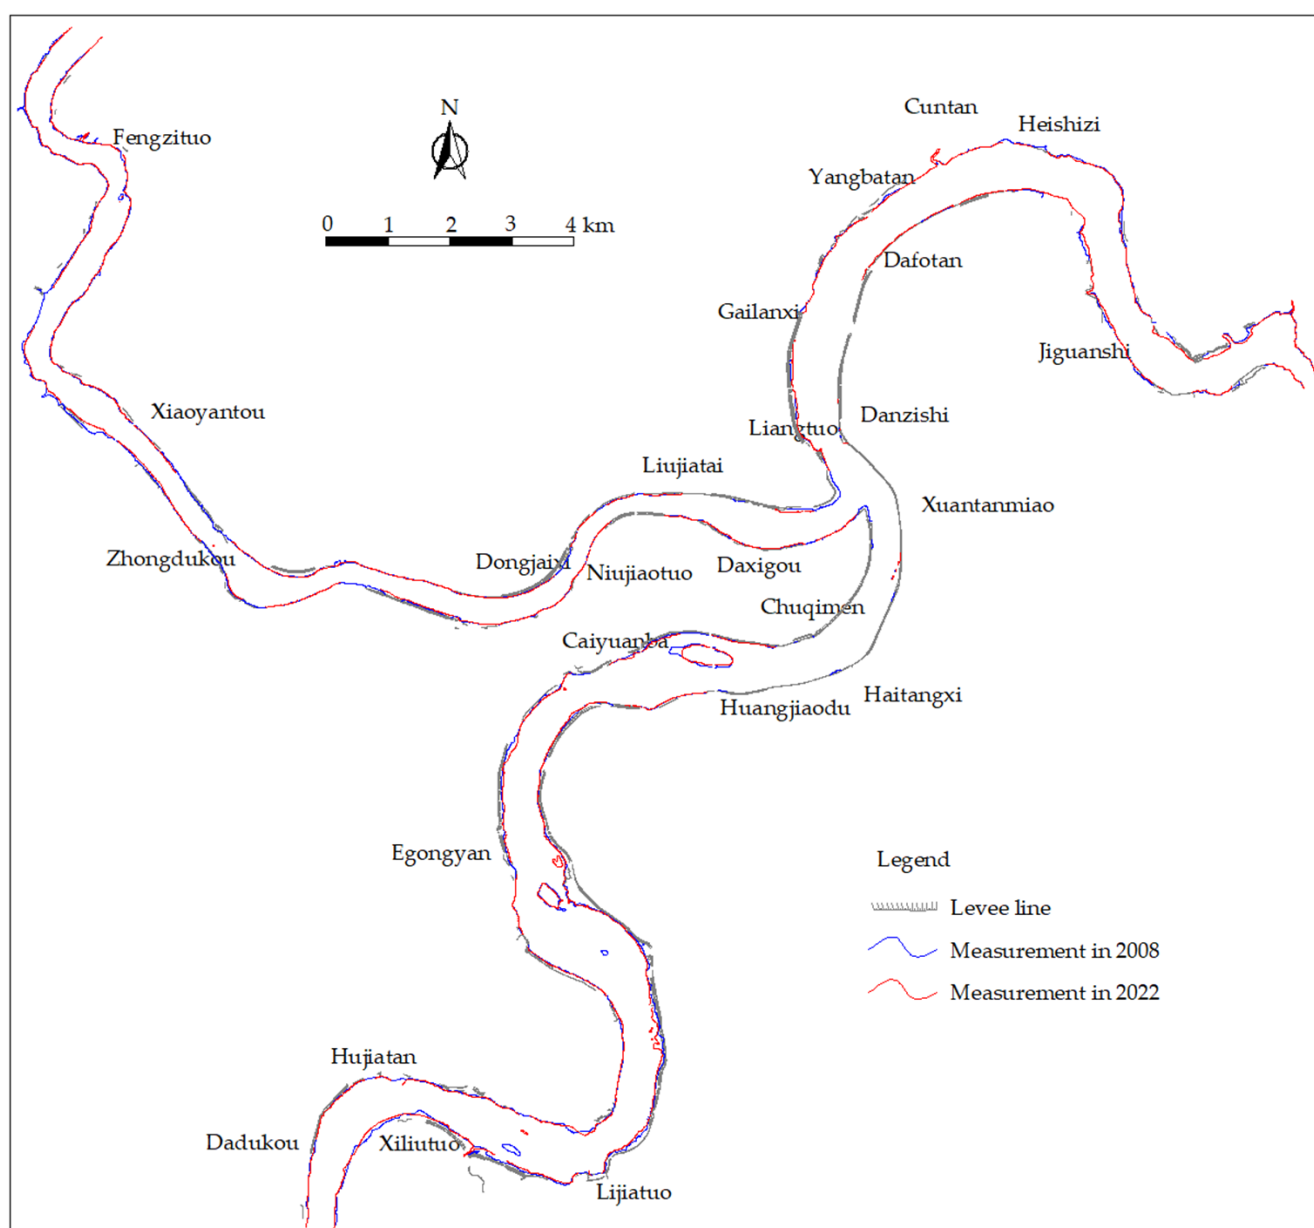 Cuntan
Heishizi
N
Fengzituo
Yangbatan
0 1 2 3 4 km
Dafotan
Gailanxi
Jiguanshi
Xiaoyantou
Danzishi
Liangtuo
Liujiatai
Xuantanmiao
Zhongdukou
Dongjaixi
Niujiaotuo
Daxigou
Chuqimen
Caiyuanba
Haitangxi
Huangjiaodu
Egongyan
Legend
Levee line
Measurement in 2008
Measurement in 2022
Hujiatan
Dadukou
Xiliutuo
Lijiatuo